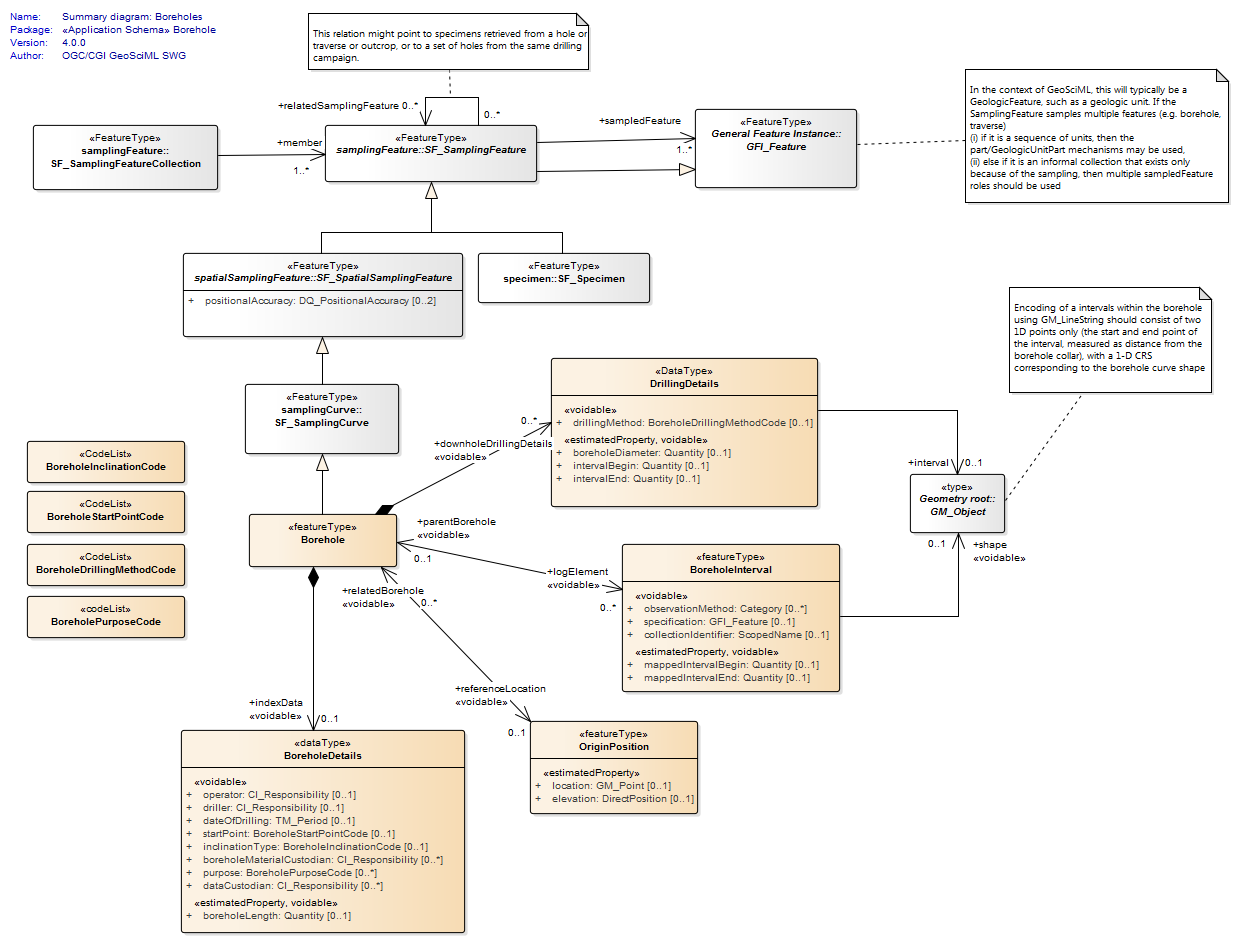 Name: Summary diagram: Boreholes
Package: «Application Schema» Borehole
Version: 4.0.0
Author: OGC/CGI GeoSciML SWG
This relation might point to specimens retrieved from a hole or
traverse or outcrop, or to a set of holes from the same drilling
campaign.
In the context of GeoSciML, this will typically be a
GeologicFeature, such as a geologic unit. If the
SamplingFeature samples multiple features (e.g. borehole,
traverse)
(i) if it is a sequence of units, then the
part/GeologicUnitPart mechanisms may be used,
(ii) else if it is an informal collection that exists only
because of the sampling, then multiple sampledFeature
roles should be used
+relatedSamplingFeature 0..*
0..*
«FeatureType»
samplingFeature::
SF_SamplingFeatureCollection
+member
1..*
«FeatureType»
samplingFeature::SF_SamplingFeature
+sampledFeature
1..*
«FeatureType»
General Feature Instance::
GFI_Feature
«FeatureType»
spatialSamplingFeature::SF_SpatialSamplingFeature
+ positionalAccuracy: DQ_PositionalAccuracy [0..2]
«FeatureType»
specimen::SF_Specimen
Encoding of a intervals within the borehole
using GM_LineString should consist of two
1D points only (the start and end point of
the interval, measured as distance from the
borehole collar), with a 1-D CRS
corresponding to the borehole curve shape
«FeatureType»
samplingCurve::
SF_SamplingCurve
«DataType»
DrillingDetails
«voidable»
+ drillingMethod: BoreholeDrillingMethodCode [0..1]
«estimatedProperty, voidable»
+ boreholeDiameter: Quantity [0..1]
+ intervalBegin: Quantity [0..1]
+ intervalEnd: Quantity [0..1]
0..*
+downholeDrillingDetails
«voidable»
+interval
0..1
«type»
Geometry root::
GM_Object
0..1
+shape
«voidable»
«CodeList»
BoreholeInclinationCode
«CodeList»
BoreholeStartPointCode
«CodeList»
BoreholeDrillingMethodCode
«codeList»
BoreholePurposeCode
«featureType»
Borehole
+parentBorehole
«voidable»
0..1
+logElement
«voidable»
0..*
«featureType»
BoreholeInterval
«voidable»
+ observationMethod: Category [0..*]
+ specification: GFI_Feature [0..1]
+ collectionIdentifier: ScopedName [0..1]
«estimatedProperty, voidable»
+ mappedIntervalBegin: Quantity [0..1]
+ mappedIntervalEnd: Quantity [0..1]
+relatedBorehole
«voidable»
0..*
+referenceLocation
«voidable»
0..1
«featureType»
OriginPosition
«estimatedProperty»
+ location: GM_Point [0..1]
+ elevation: DirectPosition [0..1]
+indexData
«voidable»
0..1
«dataType»
BoreholeDetails
«voidable»
+ operator: CI_Responsibility [0..1]
+ driller: CI_Responsibility [0..1]
+ dateOfDrilling: TM_Period [0..1]
+ startPoint: BoreholeStartPointCode [0..1]
+ inclinationType: BoreholeInclinationCode [0..1]
+ boreholeMaterialCustodian: CI_Responsibility [0..*]
+ purpose: BoreholePurposeCode [0..*]
+ dataCustodian: CI_Responsibility [0..*]
«estimatedProperty, voidable»
+ boreholeLength: Quantity [0..1]